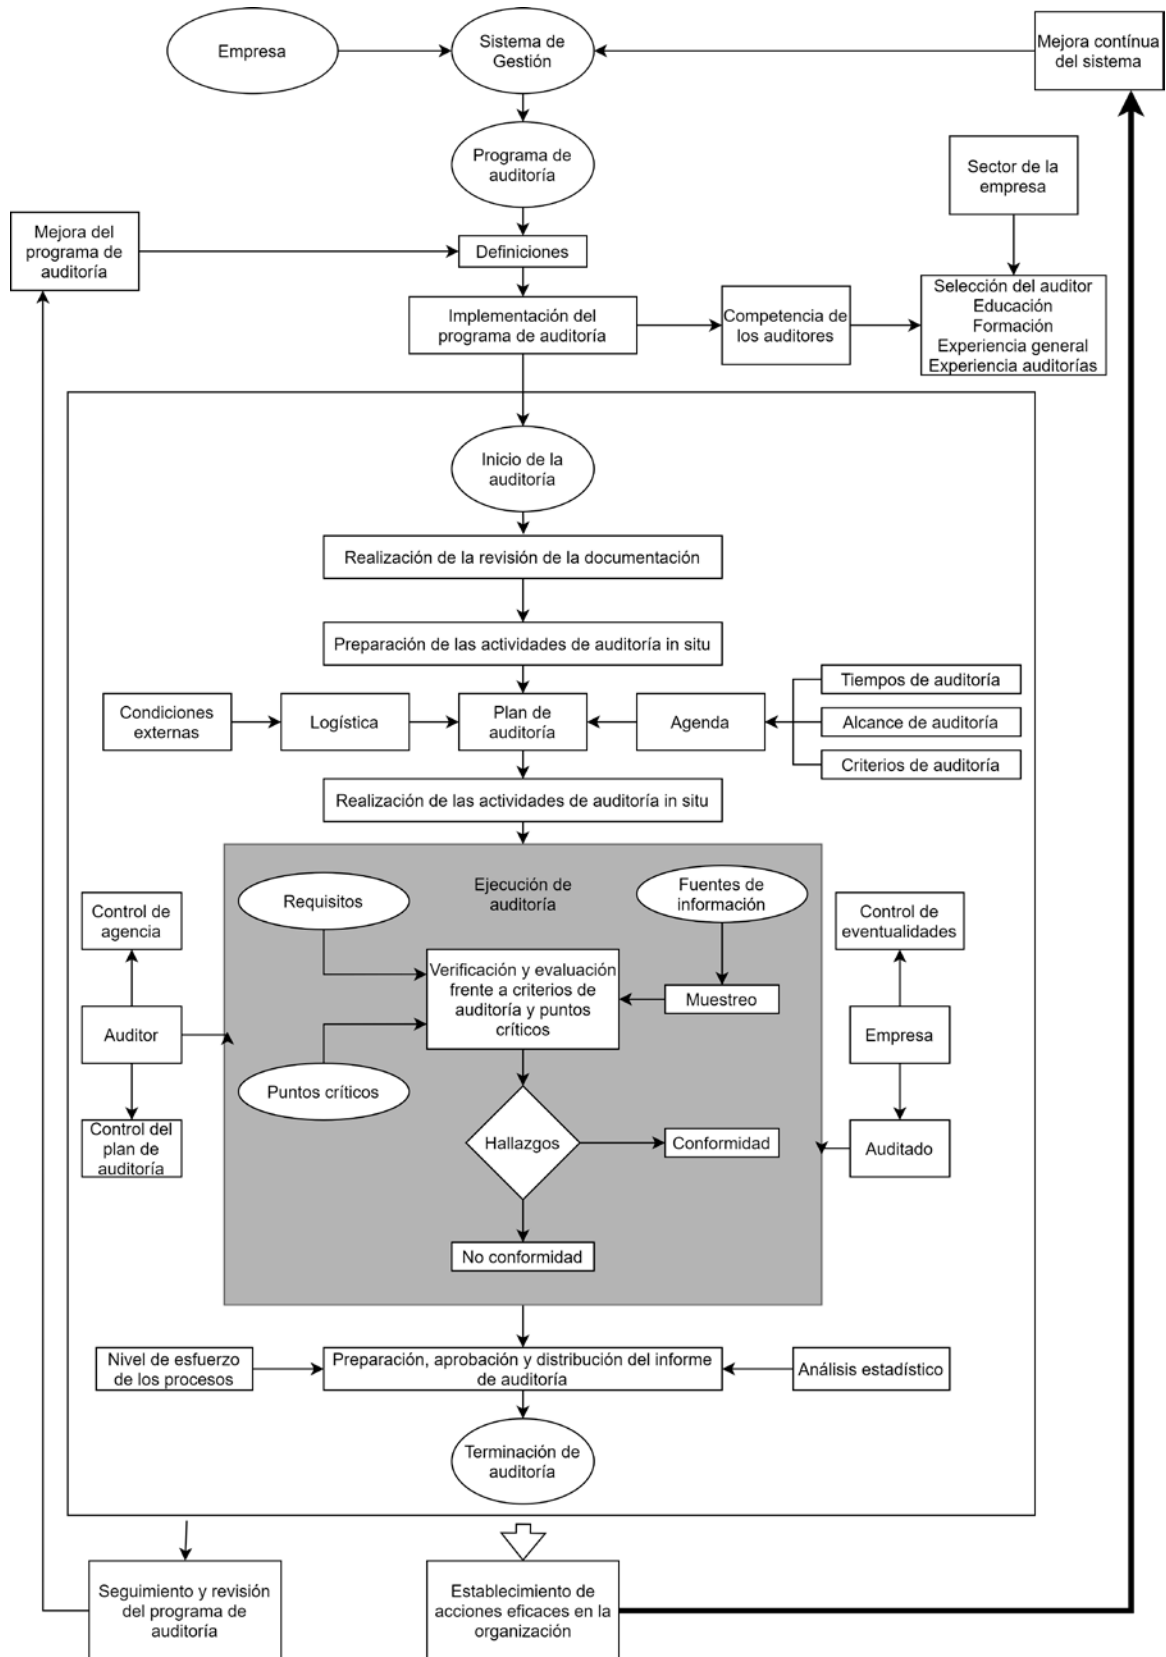 Empresa
Sistema de
Gestión
Mejora contínua
del sistema
Programa de
auditoría
Sector de la
empresa
Mejora del
programa de
auditoría
Definiciones
Implementación del
programa de auditoría
Competencia de
los auditores
Selección del auditor
Educación
Formación
Experiencia general
Experiencia auditorías
Inicio de la
auditoría
Realización de la revisión de la documentación
Preparación de las actividades de auditoría in situ
Condiciones
externas
Logística
Plan de
auditoría
Agenda
Tiempos de auditoría
Alcance de auditoría
Criterios de auditoría
Realización de las actividades de auditoría in situ
Ejecución de
auditoría
Requisitos
Fuentes de
información
Control de
agencia
Control de
eventualidades
Verificación y evaluación
frente a criterios de
auditoría y puntos
críticos
Muestreo
Auditor
Empresa
Puntos críticos
Control del
plan de
auditoría
Hallazgos
Conformidad
Auditado
No conformidad
Nivel de esfuerzo
de los procesos
Preparación, aprobación y distribución del informe
de auditoría
Análisis estadístico
Terminación de
auditoría
Seguimiento y revisión
del programa de
auditoría
Establecimiento de
acciones eficaces en la
organización